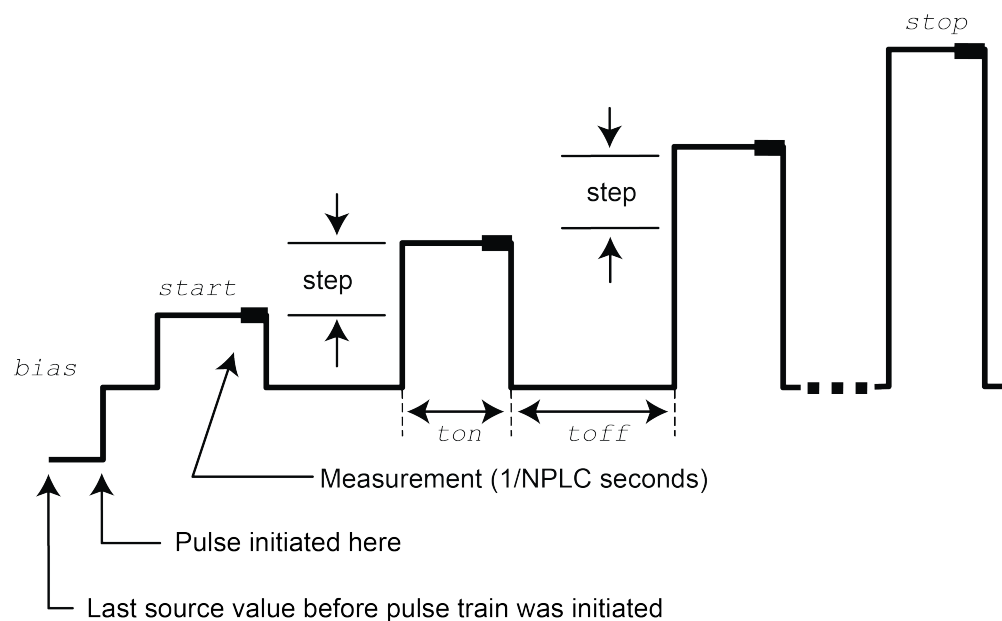 stop
step
step
start
bias
ton
toff
Measurement (1/NPLC seconds)
Pulse initiated here
Last source value before pulse train was initiated